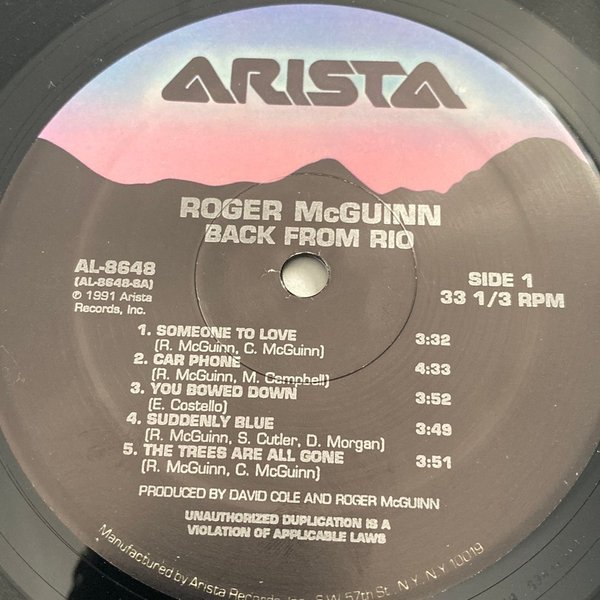 ARISTA
ROGER McGUINN
BACK FROM RIO
AL-8648
(AL-8648-SA)
℗ 1991 Arista
Records, Inc.
SIDE 1
33 1/3 RPM
1. SOMEONE TO LOVE 3:32
(R. McGuinn, C. McGuinn)
2. CAR PHONE 4:33
(R. McGuinn, M. Campbell)
3. YOU BOWED DOWN 3:52
(E. Costello)
4. SUDDENLY BLUE 3:49
(R. McGuinn, S. Cutler, D. Morgan)
5. THE TREES ARE ALL GONE 3:51
(R. McGuinn, C. McGuinn)
PRODUCED BY DAVID COLE AND ROGER McGUINN
UNAUTHORIZED DUPLICATION IS A
VIOLATION OF APPLICABLE LAWS
Manufactured by Arista Records, Inc., 57th St., N.Y., N.Y. 10019